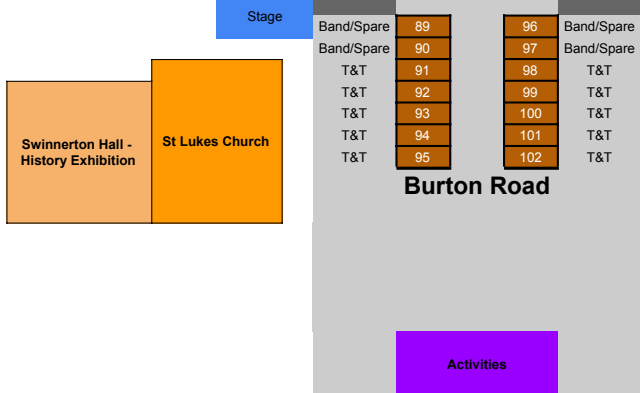 Stage
Band/Spare 89 96 Band/Spare
Band/Spare 90 97 Band/Spare
T&T 91 98 T&T
T&T 92 99 T&T
T&T 93 100 T&T
T&T 94 101 T&T
T&T 95 102 T&T
Swinnerton Hall -
History Exhibition
St Lukes Church
Burton Road
Activities